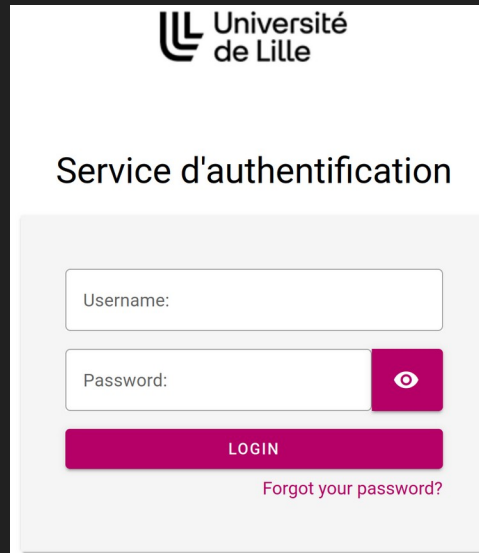 Université
de Lille
Service d'authentification
Username:
Password:
LOGIN
Forgot your password?